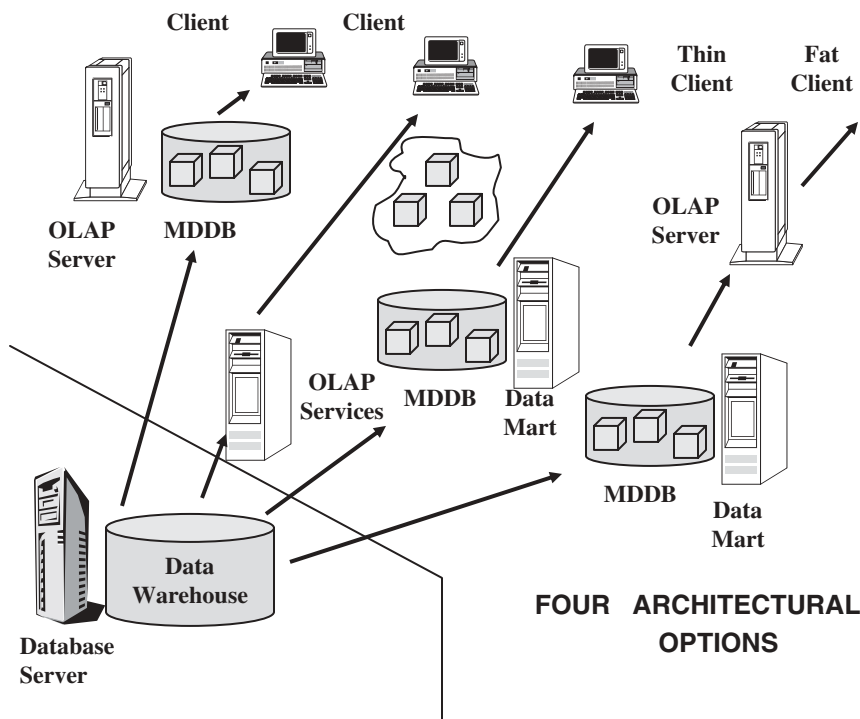 Client
Client
Thin
Client
Fat
Client
OLAP
Server
MDDB
OLAP
Server
OLAP
Services
MDDB
Data
Mart
MDDB
Data
Mart
Data
Warehouse
Database
Server
FOUR ARCHITECTURAL
OPTIONS